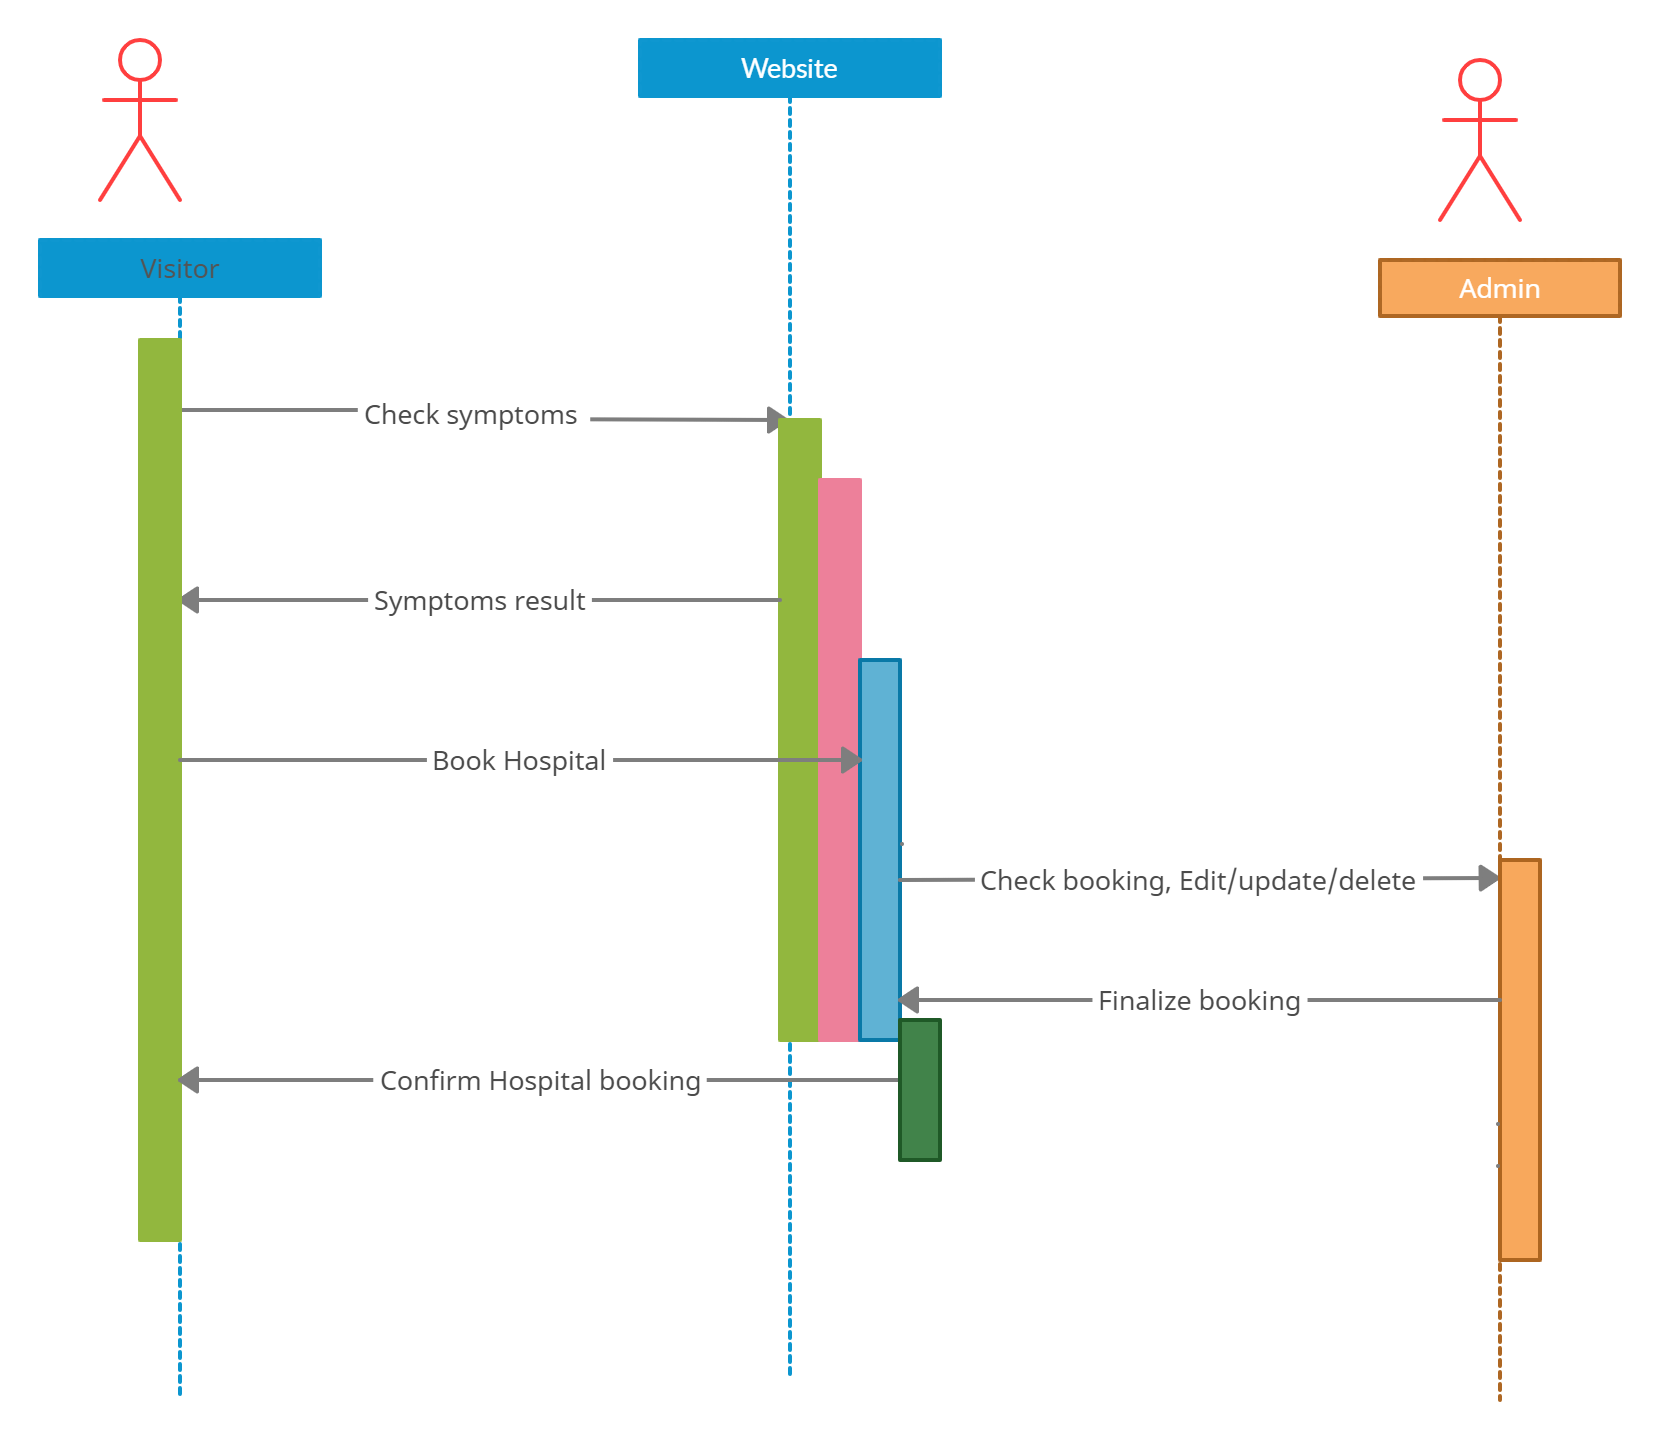 Website
Visitor
Admin
Check symptoms
Symptoms result
Book Hospital
Check booking, Edit/update/delete
Finalize booking
Confirm Hospital booking